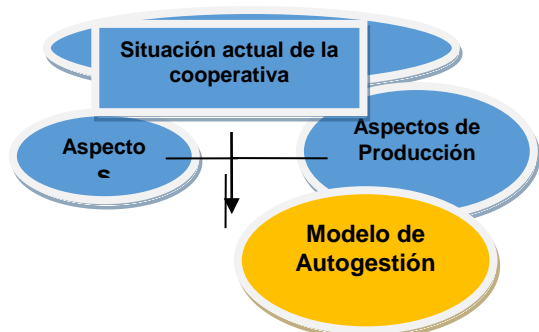 Situación actual de la
cooperativa
Aspecto
s
Aspectos de
Producción
Modelo de
Autogestión